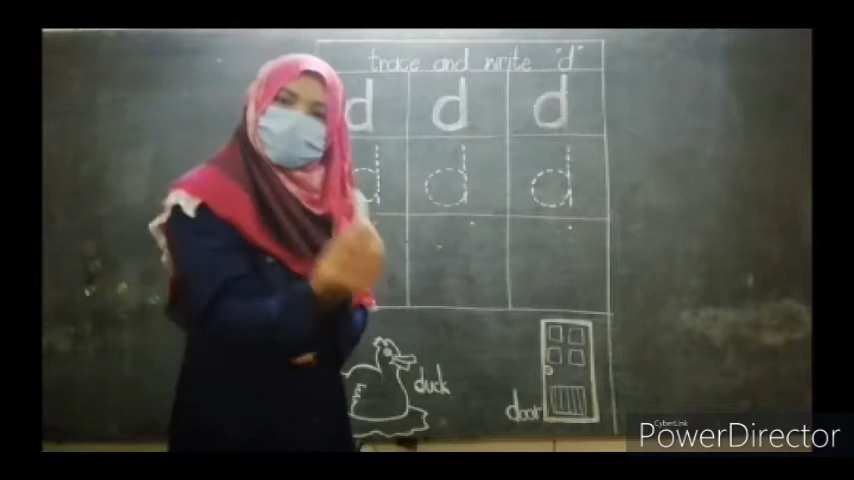 trace and write "d"
d d d
d d d
duck
door
CyberLink
PowerDirector